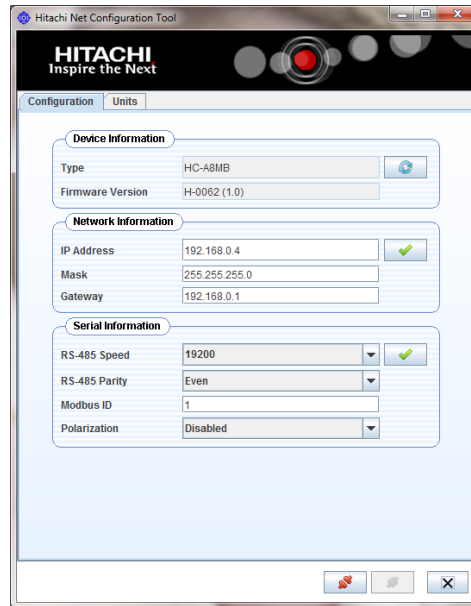 Hitachi Net Configuration Tool
HITACHI
Inspire the Next
Configuration Units
Device Information
Type HC-A8MB
Firmware Version H-0062 (1.0)
Network Information
IP Address 192.168.0.4
Mask 255.255.255.0
Gateway 192.168.0.1
Serial Information
RS-485 Speed 19200
RS-485 Parity Even
Modbus ID 1
Polarization Disabled